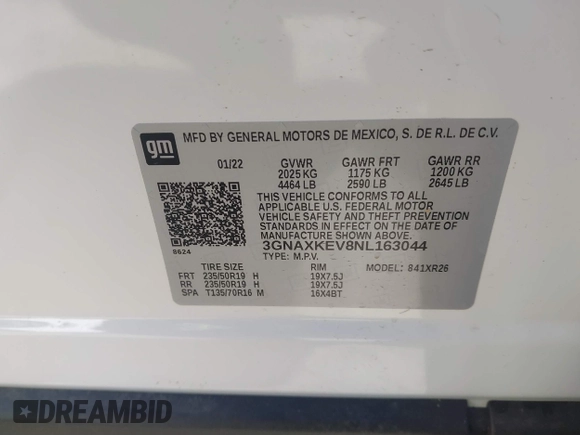 gm
MFD BY GENERAL MOTORS DE MEXICO, S. DE R.L. DE C.V.
01/22 GVWR GAWR FRT GAWR RR
2025 KG 1175 KG 1200 KG
4464 LB 2590 LB 2645 LB
THIS VEHICLE CONFORMS TO ALL
APPLICABLE U.S. FEDERAL MOTOR
VEHICLE SAFETY AND THEFT PREVENTION
STANDARDS IN EFFECT ON THE DATE OF
MANUFACTURE SHOWN ABOVE.
8624 3GNAXKEV8NL163044
TYPE: M.P.V.
TIRE SIZE RIM MODEL: 841XR26
FRT 235/50R19 H 19X7.5J
RR 235/50R19 H 19X7.5J
SPA T135/70R16 M 16X4BT
DREAMBID